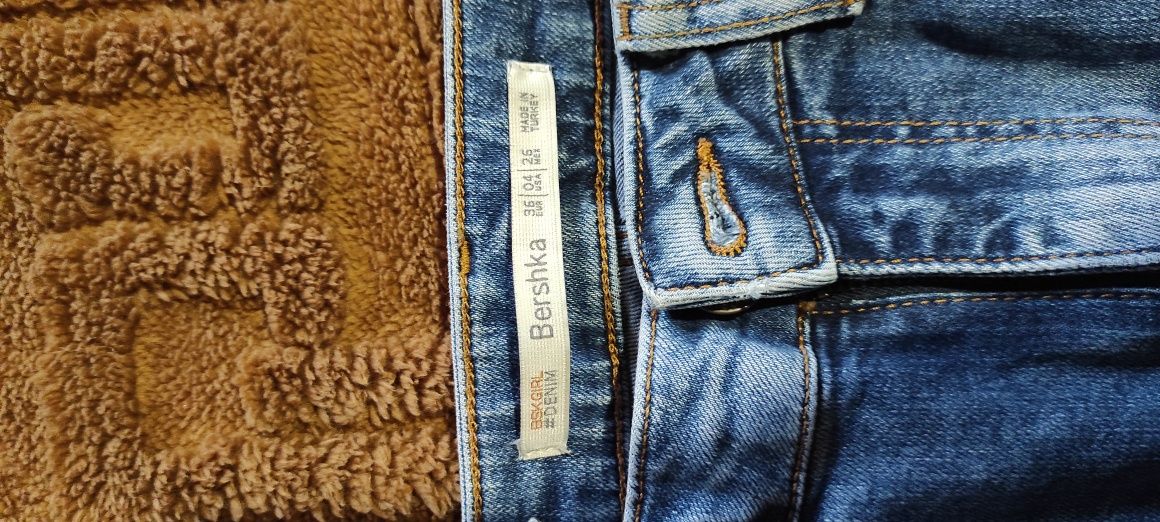 BSKGIRL
#DENIM
Bershka
36 | 04 | 26
EUR USA MEX
MADE IN
TURKEY